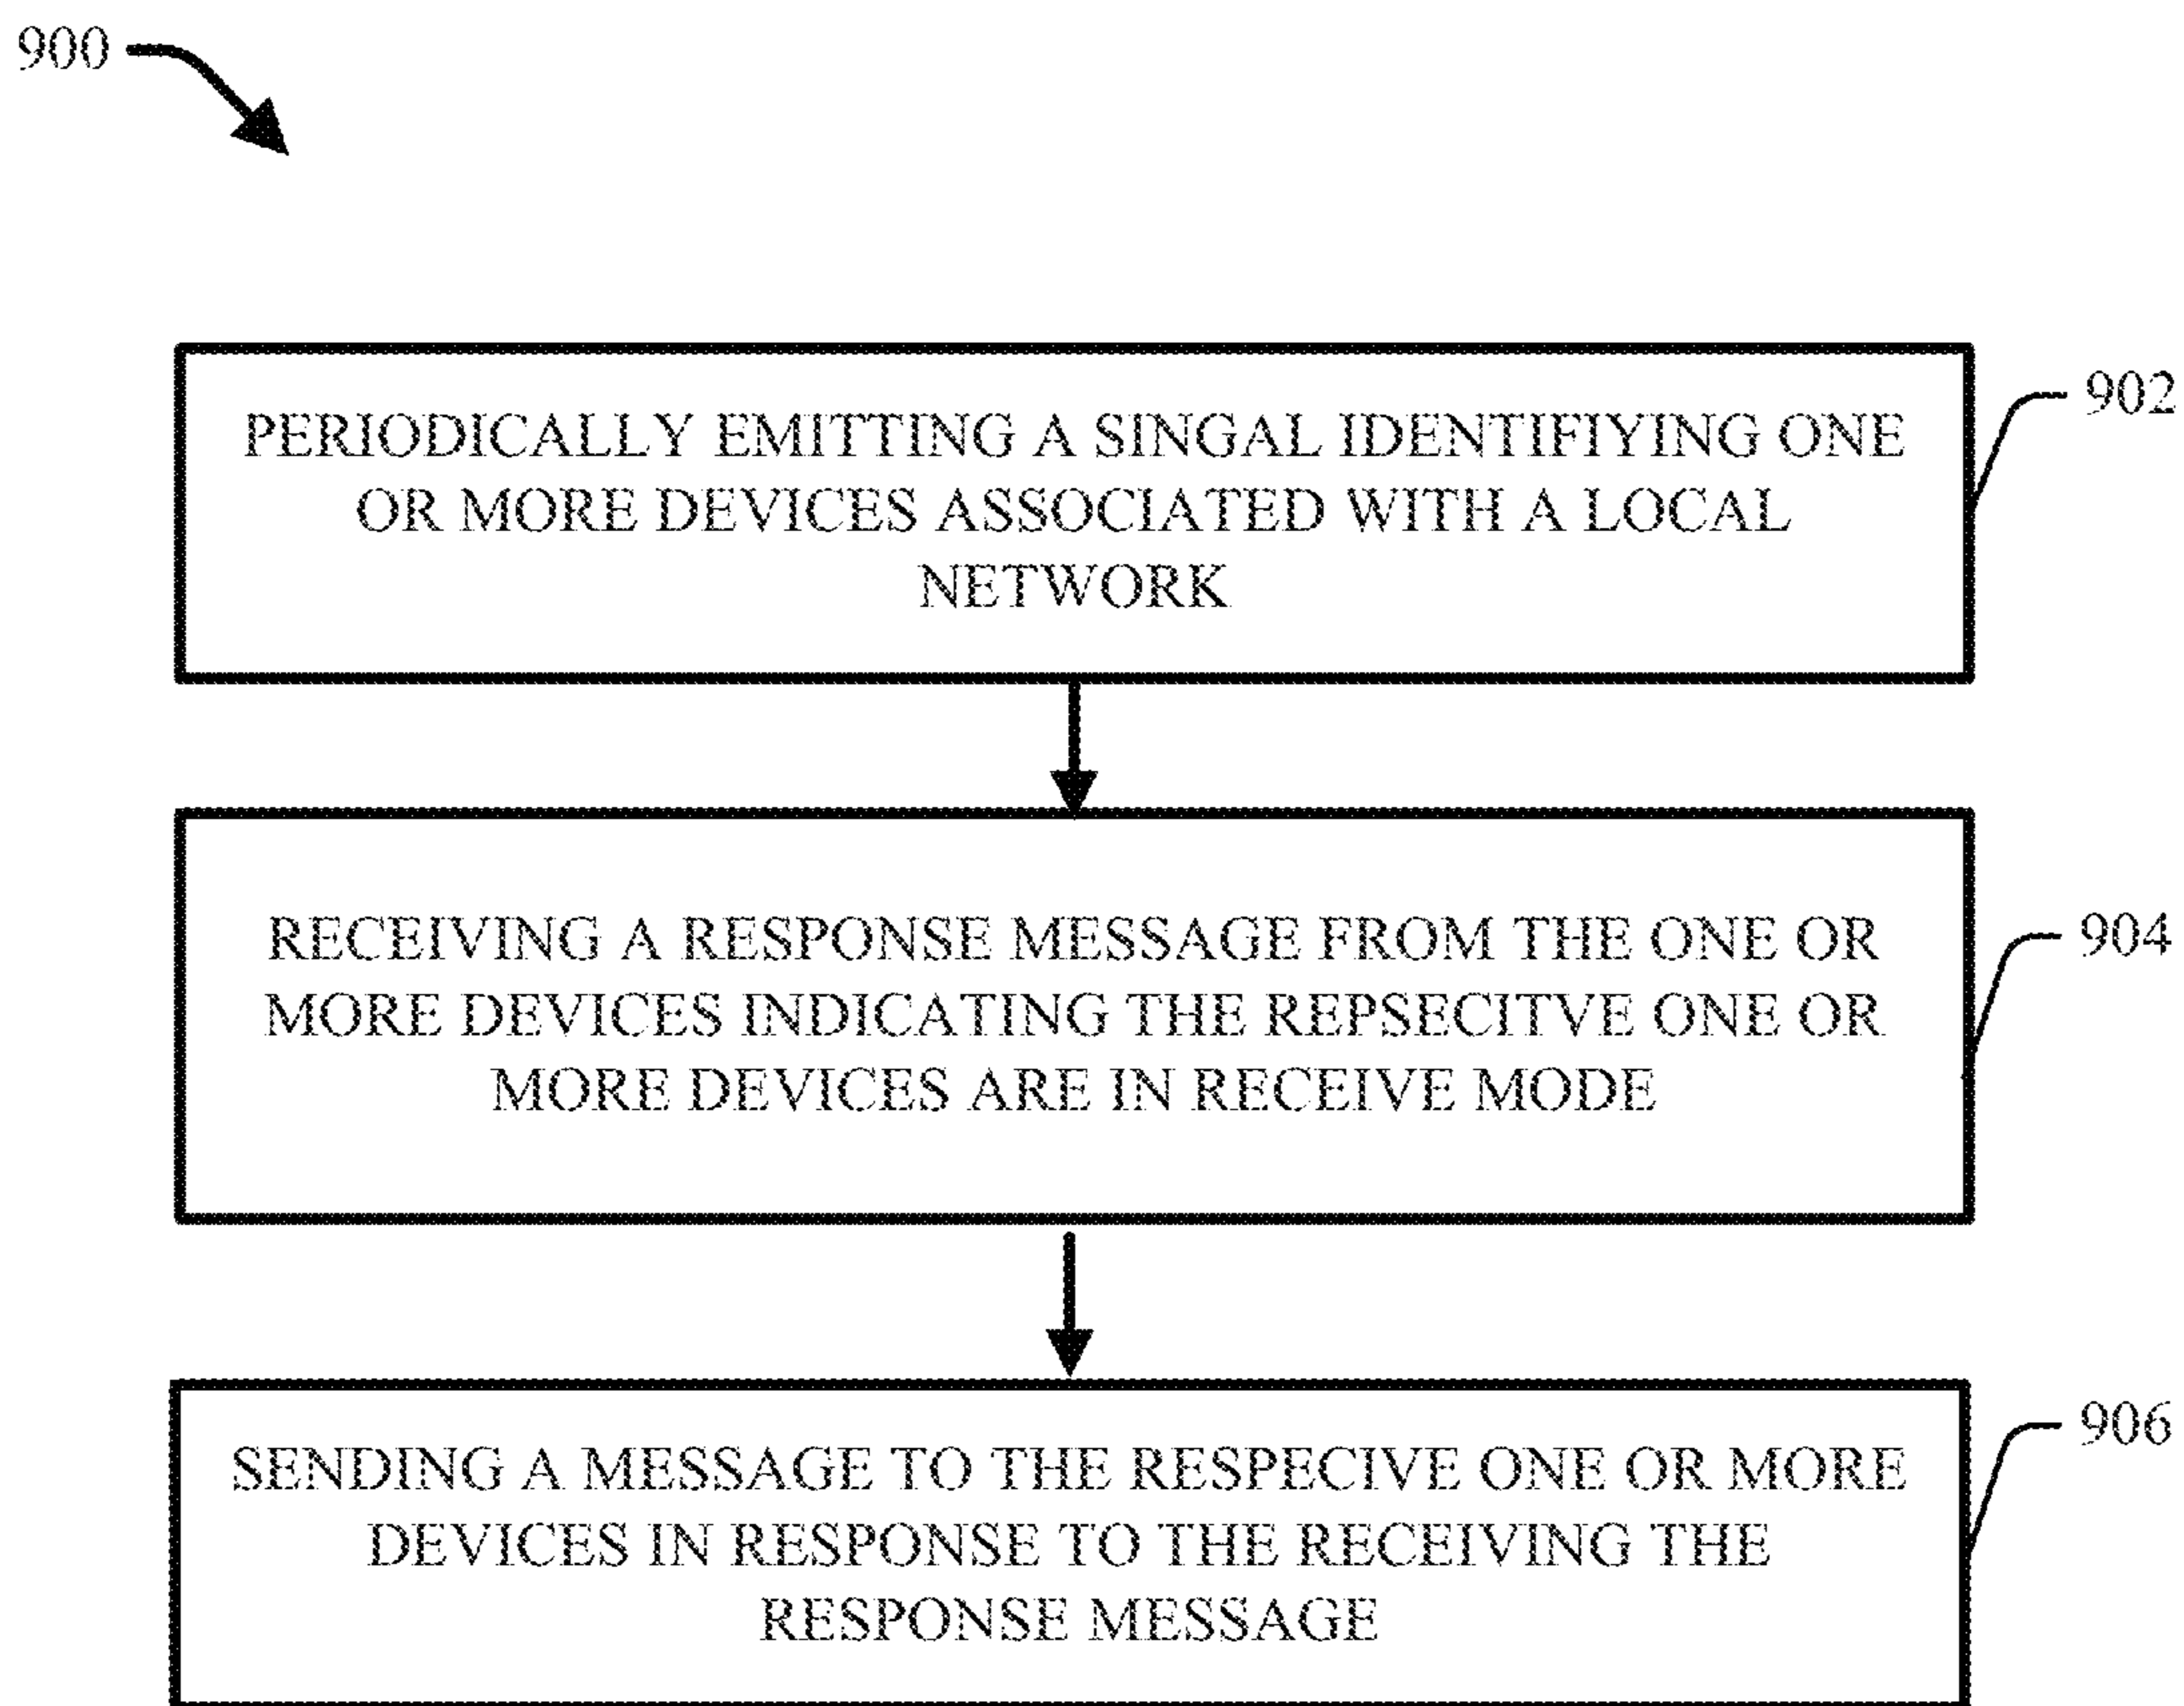 900
PERIODICALLY EMITTING A SINGAL IDENTIFIYING ONE
OR MORE DEVICES ASSOCIATED WITH A LOCAL
NETWORK
902
RECEIVING A RESPONSE MESSAGE FROM THE ONE OR
MORE DEVICES INDICATING THE REPSECITVE ONE OR
MORE DEVICES ARE IN RECEIVE MODE
904
SENDING A MESSAGE TO THE RESPECIVE ONE OR MORE
DEVICES IN RESPONSE TO THE RECEIVING THE
RESPONSE MESSAGE
906